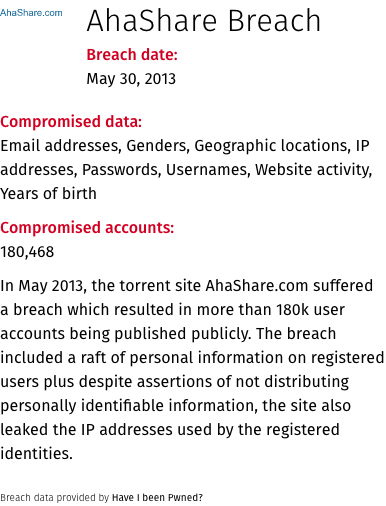 AhaShare.com
AhaShare Breach
Breach date:
May 30, 2013
Compromised data:
Email addresses, Genders, Geographic locations, IP
addresses, Passwords, Usernames, Website activity,
Years of birth
Compromised accounts:
180,468
In May 2013, the torrent site AhaShare.com suffered
a breach which resulted in more than 180k user
accounts being published publicly. The breach
included a raft of personal information on registered
users plus despite assertions of not distributing
personally identifiable information, the site also
leaked the IP addresses used by the registered
identities.
Breach data provided by Have I been Pwned?